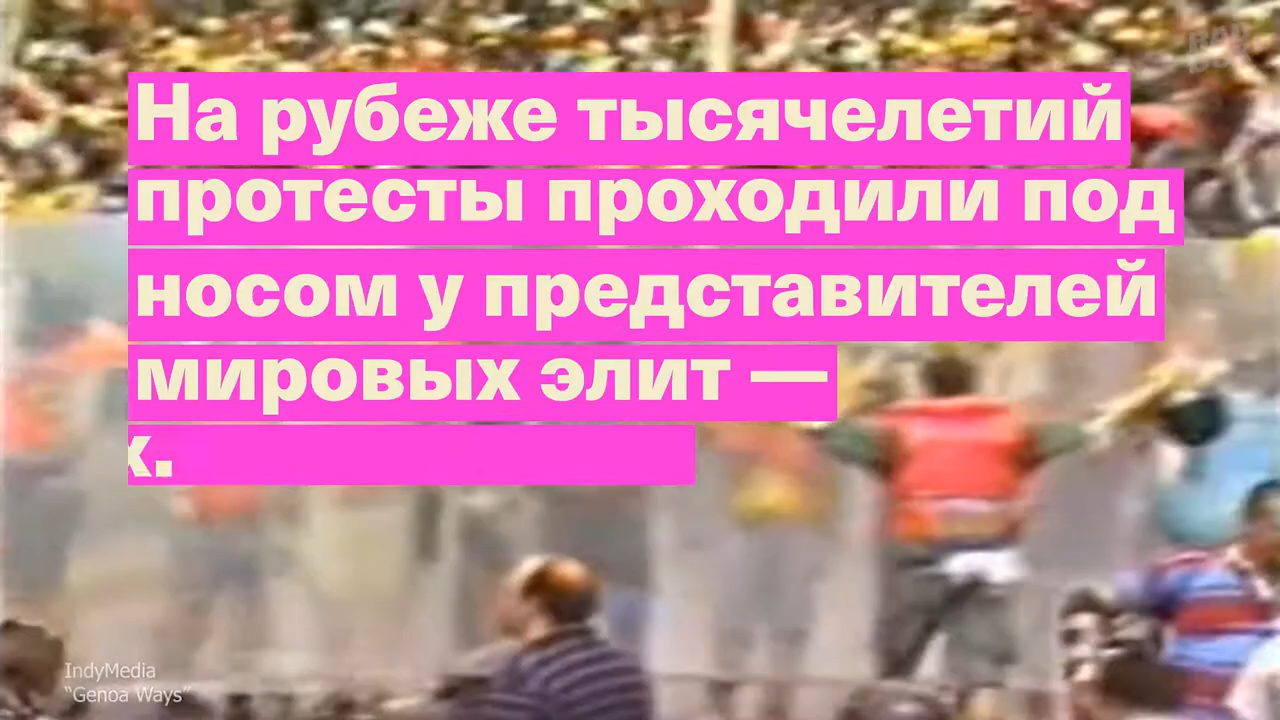 На рубеже тысячелетий
протесты проходили под
носом у представителей
мировых элит —
х.
IndyMedia
“Genoa Ways”